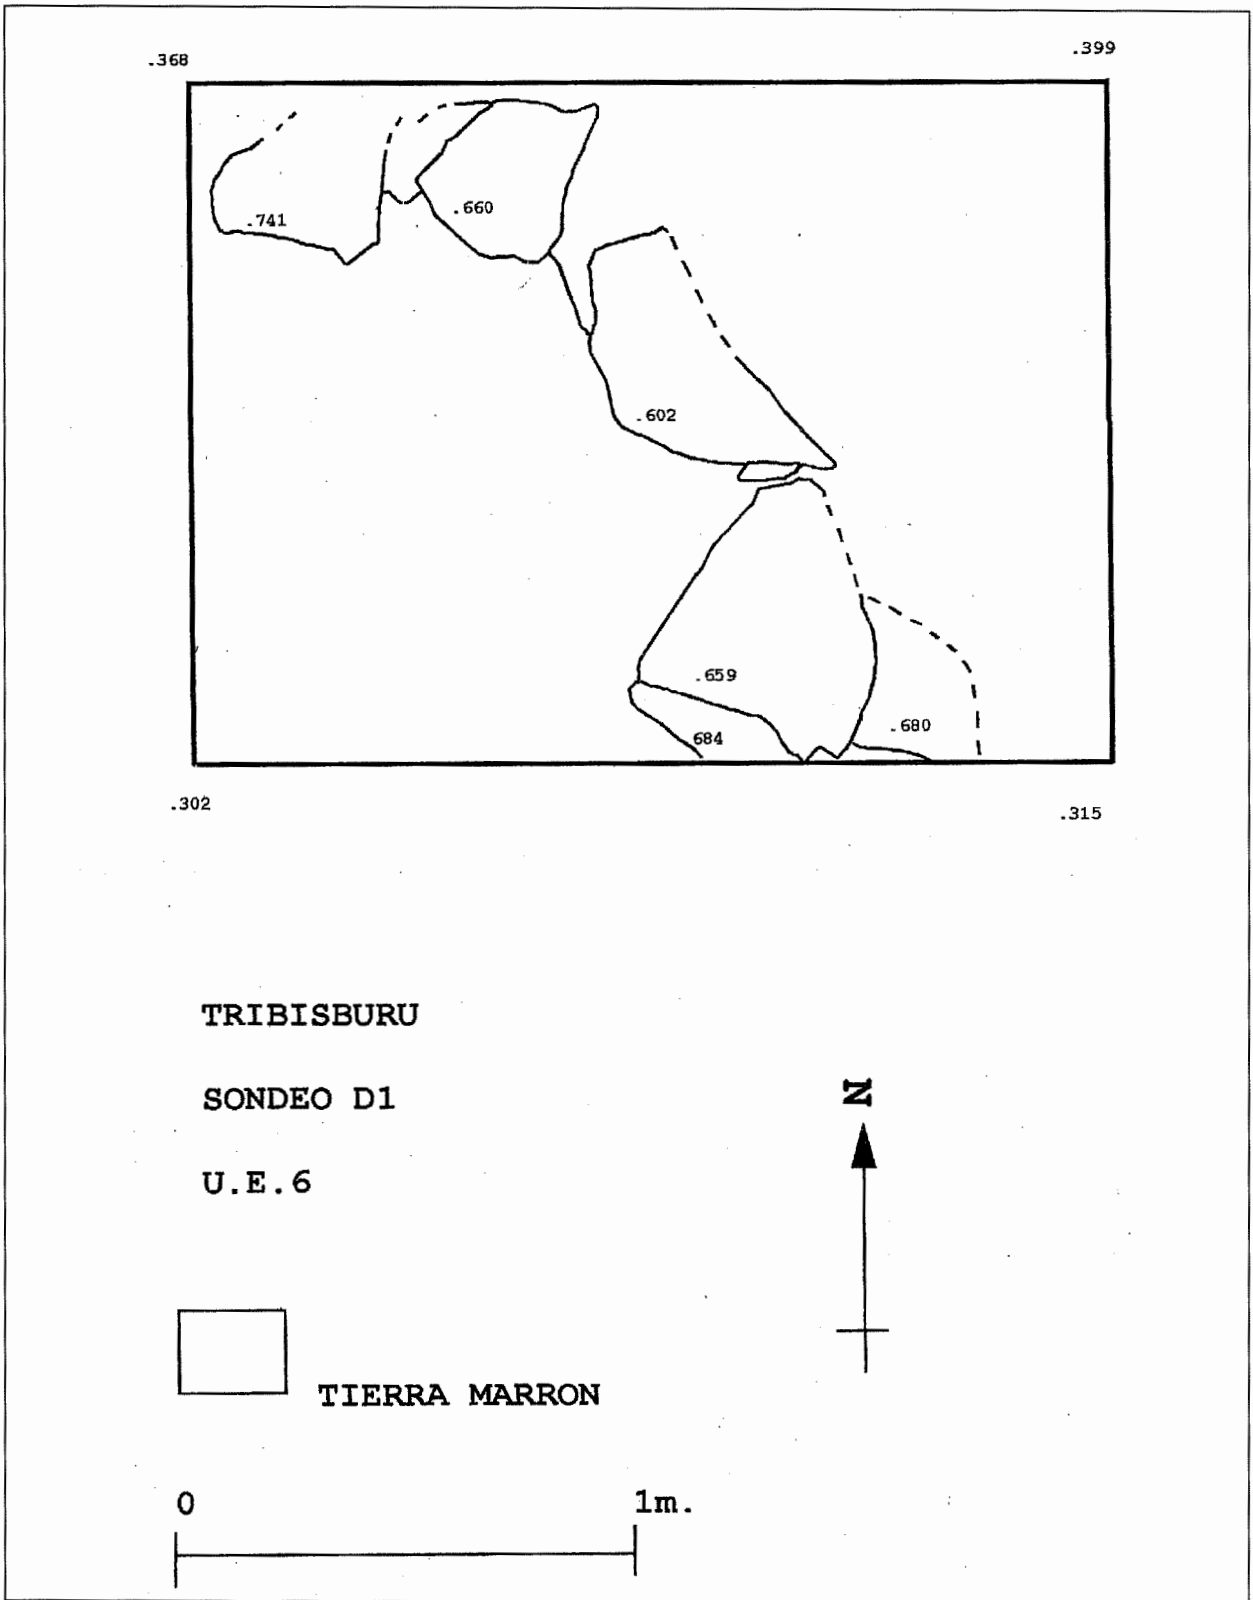 .368
.399
.741
.660
.602
.659
.680
684
.302
.315
TRIBISBURU
SONDEO D1
U.E.6
N
TIERRA MARRON
0 1m.